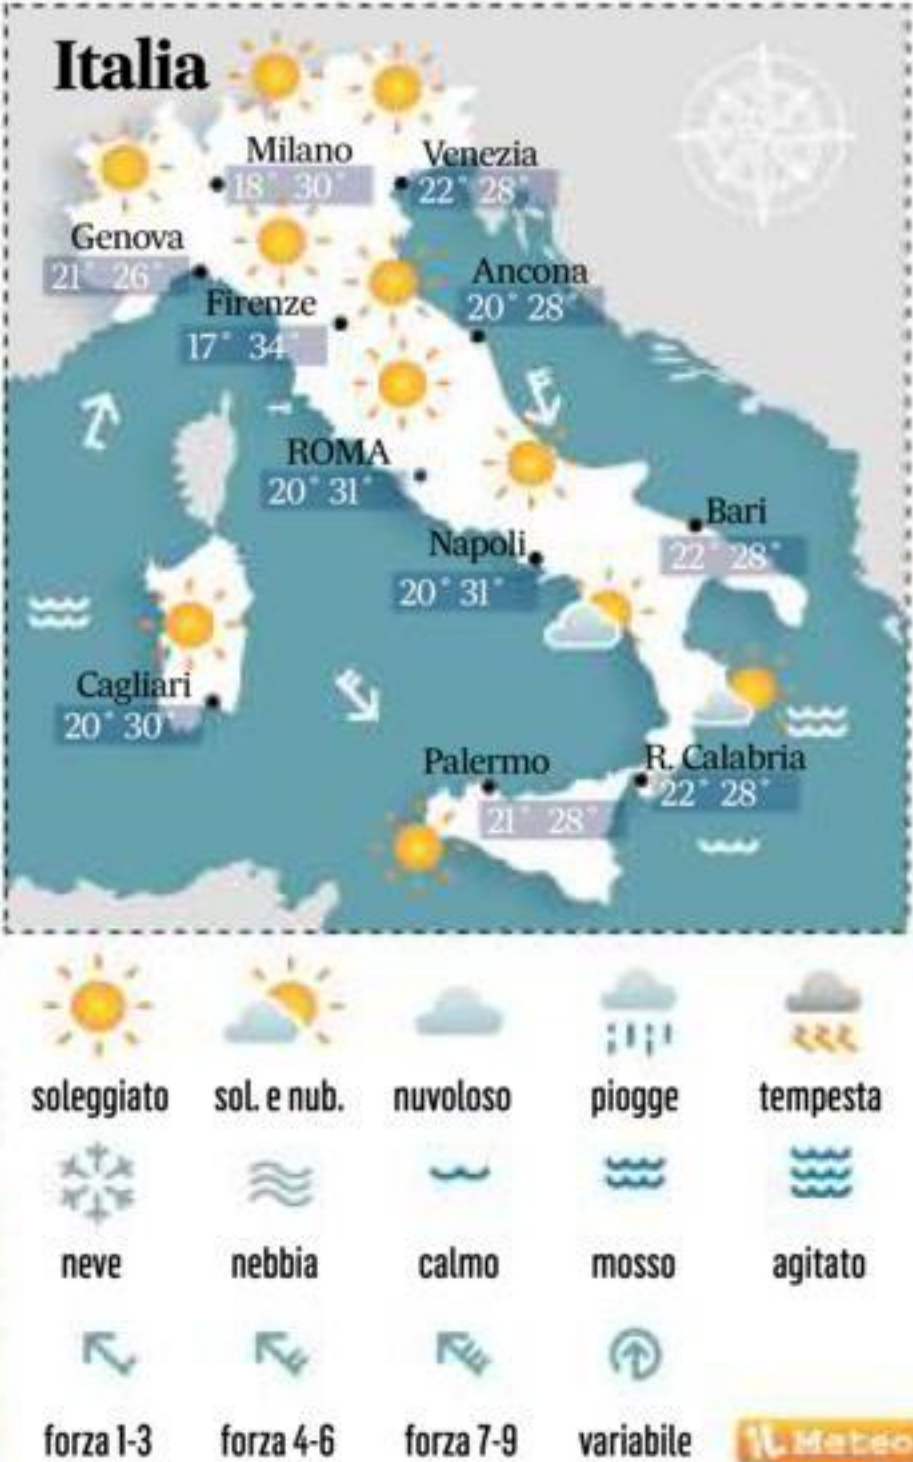 Italia
Milano
18° 30°
Venezia
22° 28°
Genova
21° 26°
Ancona
20° 28°
Firenze
17° 34°
ROMA
20° 31°
Bari
22° 28°
Napoli
20° 31°
Cagliari
20° 30°
Palermo
21° 28°
R. Calabria
22° 28°
soleggiato sol. e nub. nuvoloso piogge tempesta
neve nebbia calmo mosso agitato
forza 1-3 forza 4-6 forza 7-9 variabile
iL Meteo